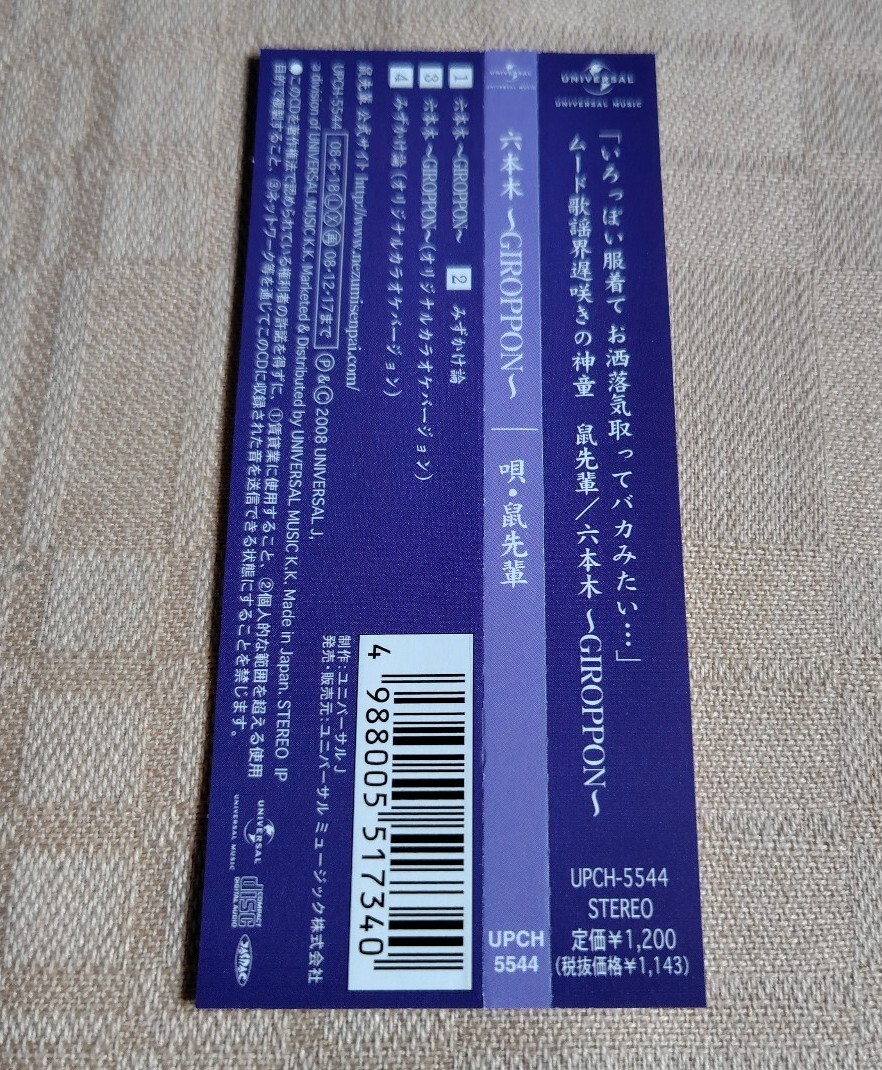 UNIVERSAL
UNIVERSAL MUSIC
「いろっぽい服着て お洒落気取ってバカみたい…」
ムード歌謡界遅咲きの神童 鼠先輩／六本木 ～GIROPPON～
UPCH-5544
STEREO
定価¥1,200
(税抜価格¥1,143)
六本木 ～GIROPPON～ 唄・鼠先輩
UPCH
5544
1 六本木 ～GIROPPON～ 2 みずかけ論
3 六本木 ～GIROPPON～(オリジナルカラオケバージョン)
4 みずかけ論(オリジナルカラオケバージョン)
鼠先輩 公式サイト http://www.nezumisenpai.com/
UPCH-5544 08・6・18 Ⓛ Ⓧ ㊢ 08・12・17まで Ⓟ&Ⓒ 2008 UNIVERSAL J,
a division of UNIVERSAL MUSIC K.K. Marketed & Distributed by UNIVERSAL MUSIC K.K. Made in Japan. STEREO IP
●このCDを著作権法で認められている権利者の許諾を得ずに、①賃貸業に使用すること、②個人的な範囲を超える使用
目的で複製すること、③ネットワーク等を通じてこのCDに収録された音を送信できる状態にすることを禁じます。
4 988005 517340
制作：ユニバーサル J
発売・販売元：ユニバーサル ミュージック株式会社
UNIVERSAL
UNIVERSAL MUSIC
COMPACT
disc
DIGITAL AUDIO
JASRAC